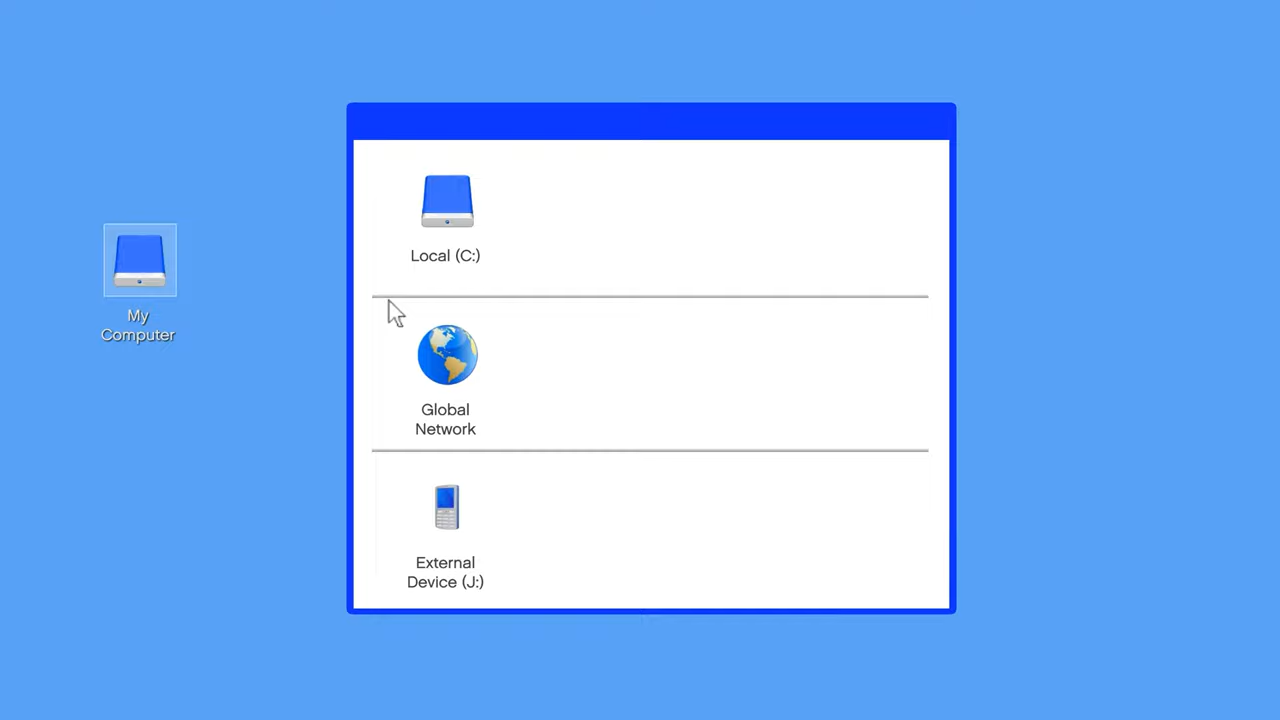 My
Computer
Local (C:)
Global
Network
External
Device (J:)